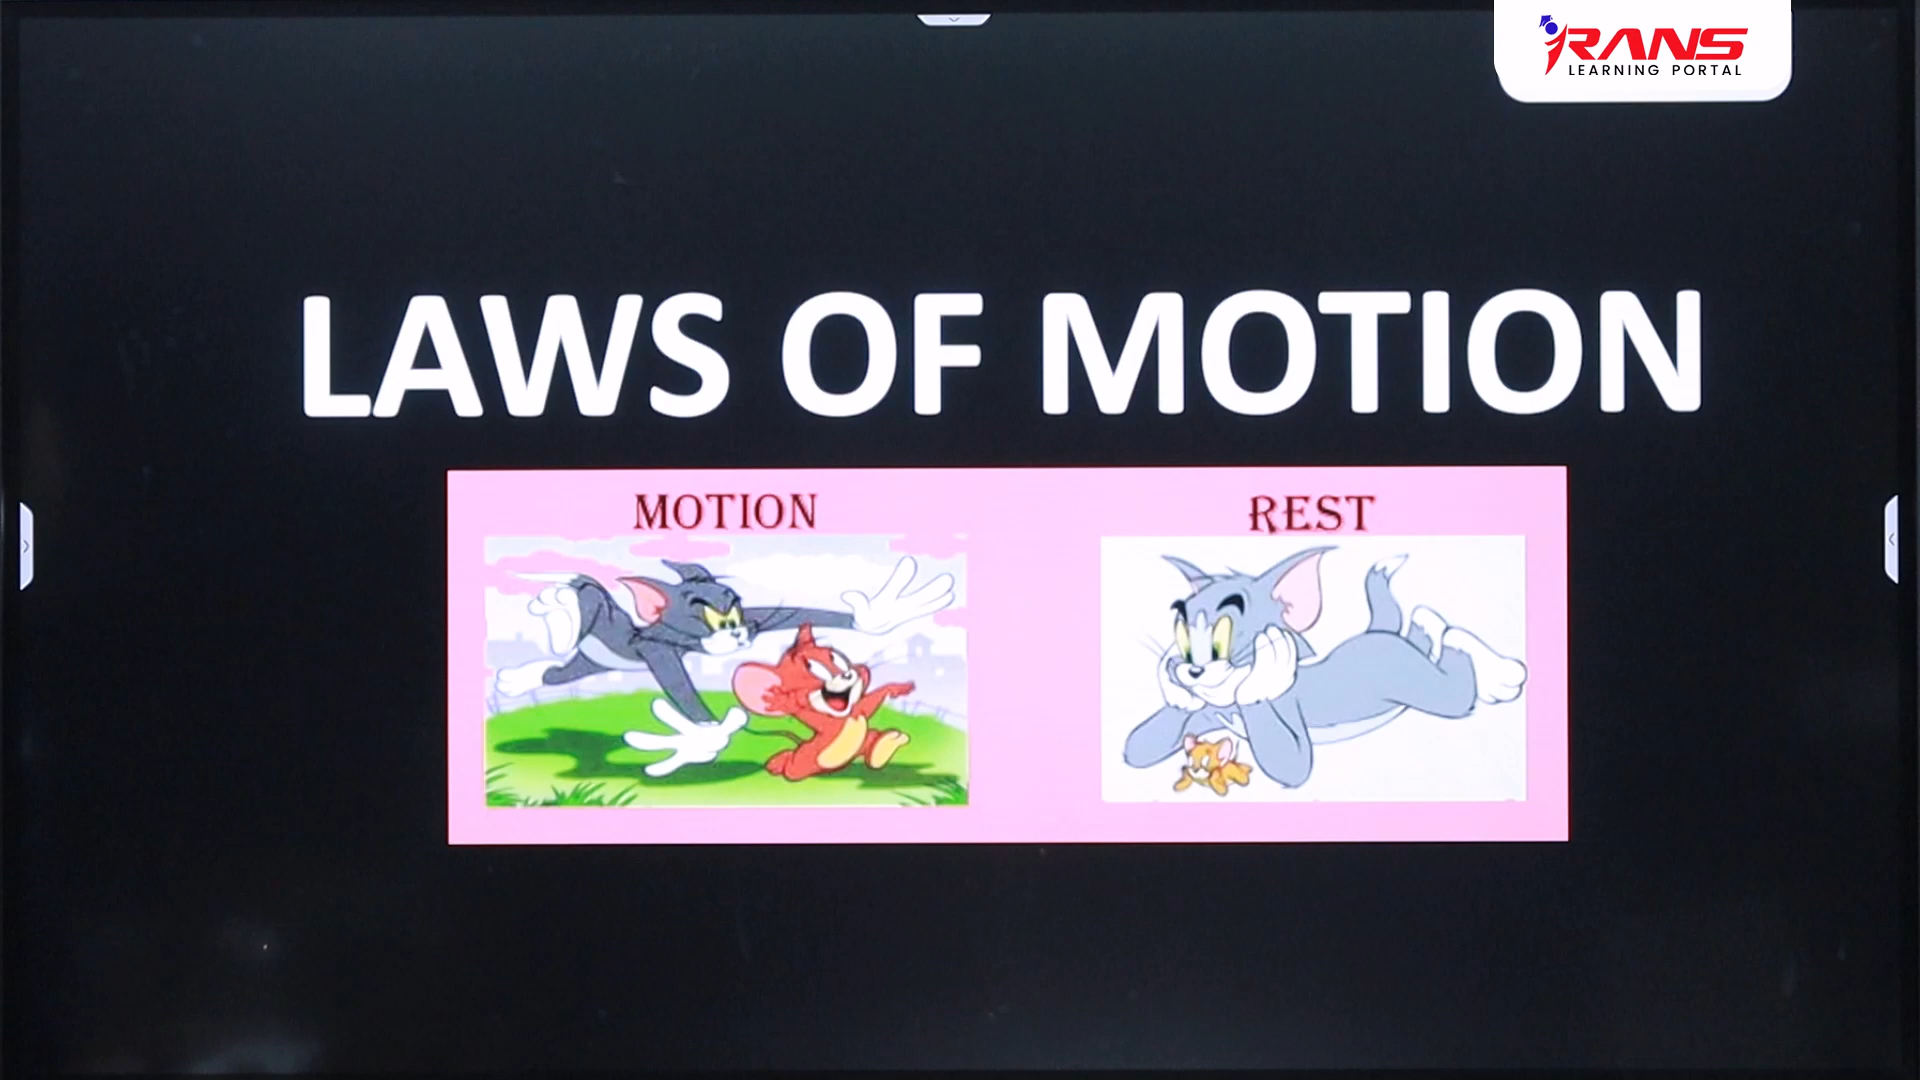 RANS
LEARNING PORTAL
LAWS OF MOTION
MOTION
REST